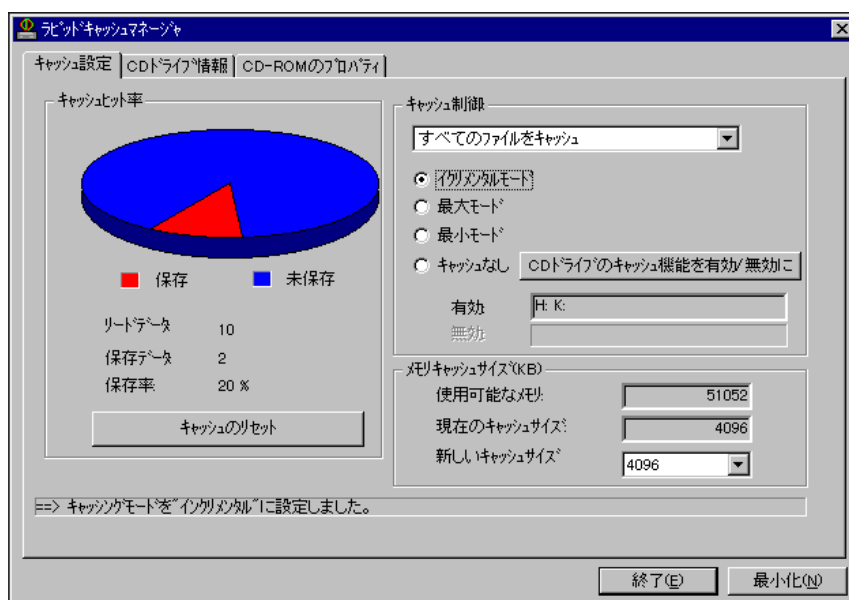 ﾗﾋﾟｯﾄﾞｷｬｯｼｭﾏﾈｰｼﾞｬ
ｷｬｯｼｭ設定
CDﾄﾞﾗｲﾌﾞ情報
CD-ROMのﾌﾟﾛﾊﾟﾃｨ
ｷｬｯｼｭﾋｯﾄ率
保存
未保存
ﾘｰﾄﾞﾃﾞｰﾀ 10
保存ﾃﾞｰﾀ 2
保存率: 20 %
ｷｬｯｼｭのﾘｾｯﾄ
ｷｬｯｼｭ制御
すべてのﾌｧｲﾙをｷｬｯｼｭ
ｲｸﾘﾒﾝﾀﾙﾓｰﾄﾞ
最大ﾓｰﾄﾞ
最小ﾓｰﾄﾞ
ｷｬｯｼｭなし
CDﾄﾞﾗｲﾌﾞのｷｬｯｼｭ機能を有効/無効に
有効: H: K:
無効:
ﾒﾓﾘｷｬｯｼｭｻｲｽﾞ(KB)
使用可能なﾒﾓﾘ: 51052
現在のｷｬｯｼｭｻｲｽﾞ: 4096
新しいｷｬｯｼｭｻｲｽﾞ 4096
==> ｷｬｯｼﾝｸﾞﾓｰﾄﾞを"ｲﾝｸﾘﾒﾝﾀﾙ"に設定しました。
終了(E)
最小化(N)